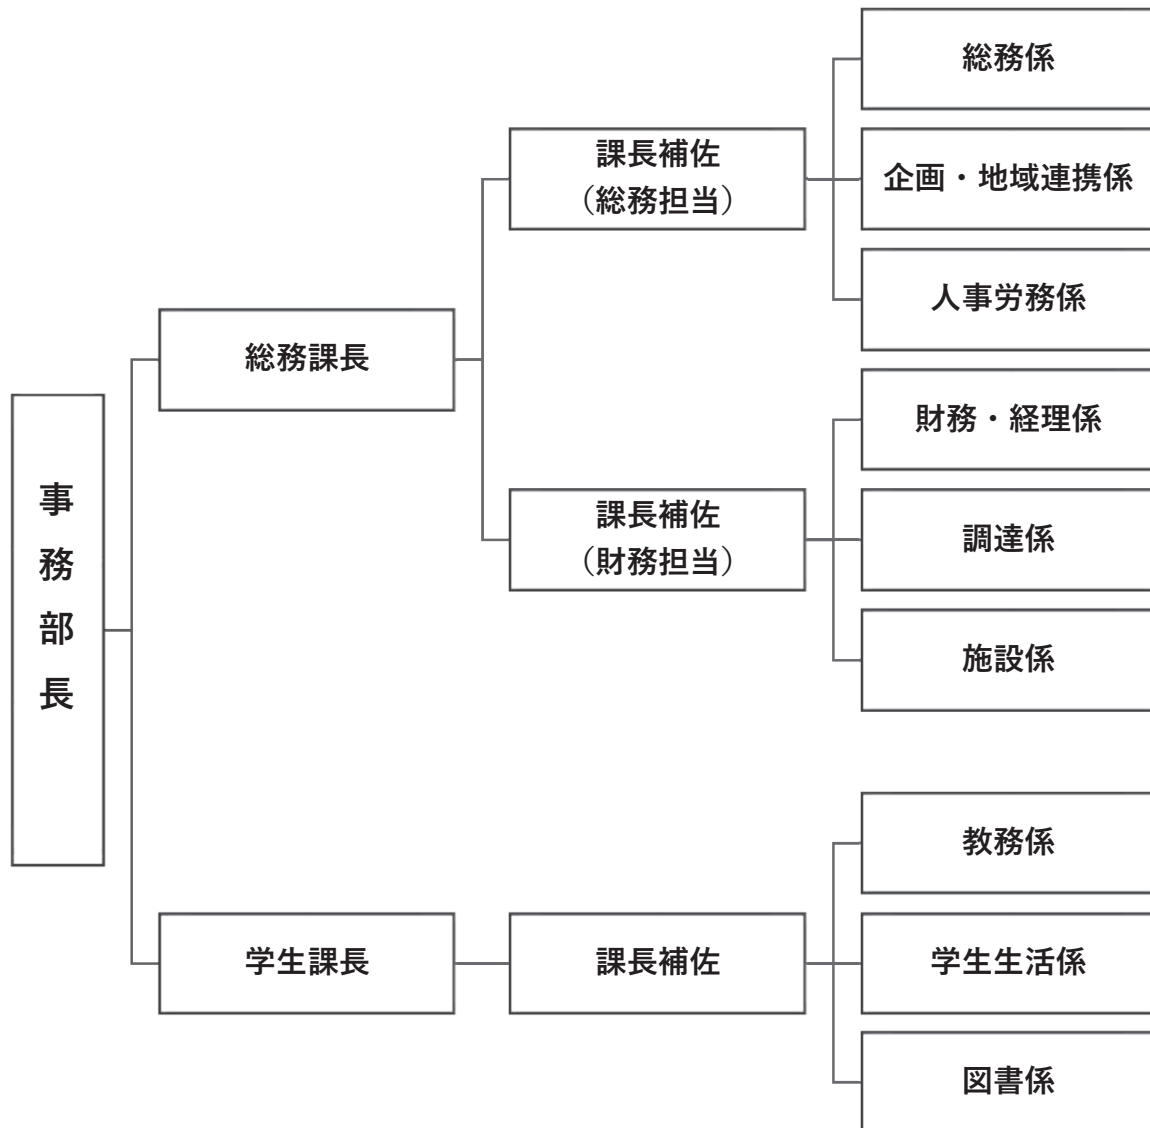 事務部長
総務課長
課長補佐
（総務担当）
総務係
企画・地域連携係
人事労務係
課長補佐
（財務担当）
財務・経理係
調達係
施設係
学生課長
課長補佐
教務係
学生生活係
図書係